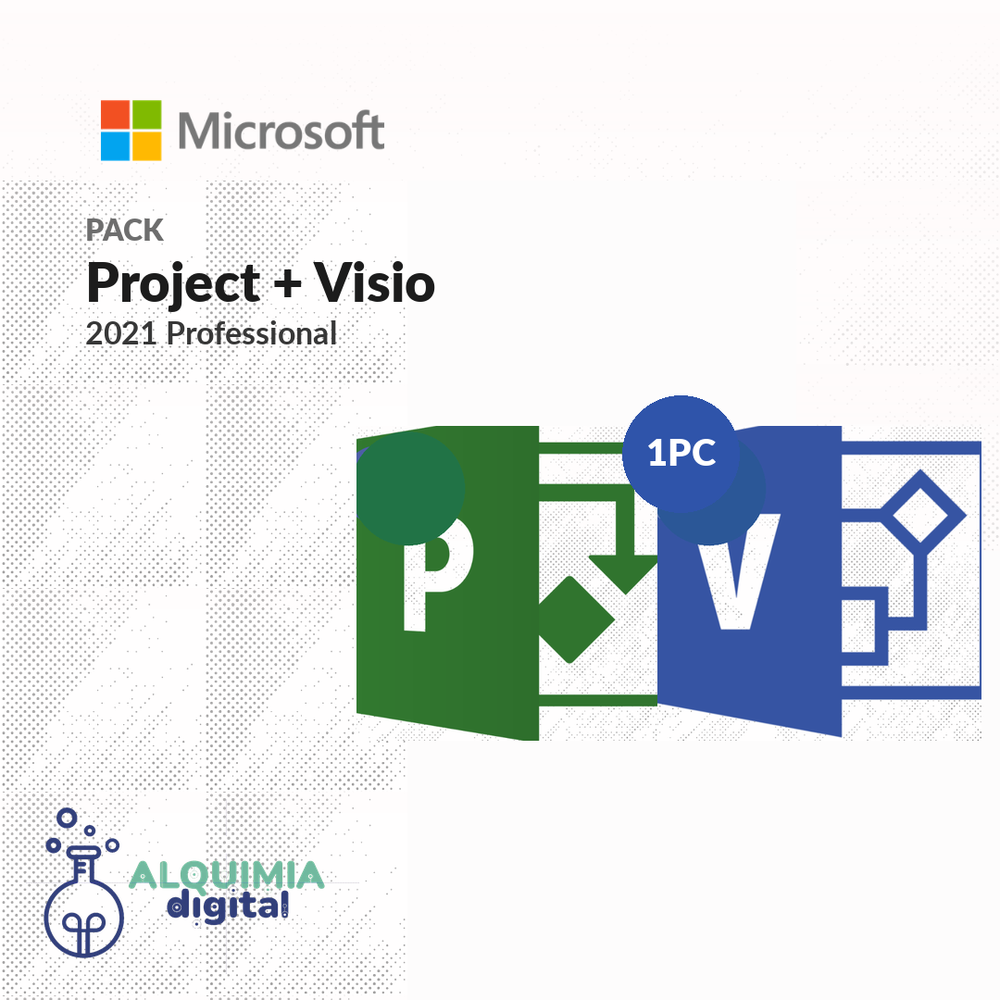 Microsoft
PACK
Project + Visio
2021 Professional
1PC
P
V
ALQUIMIA
digital